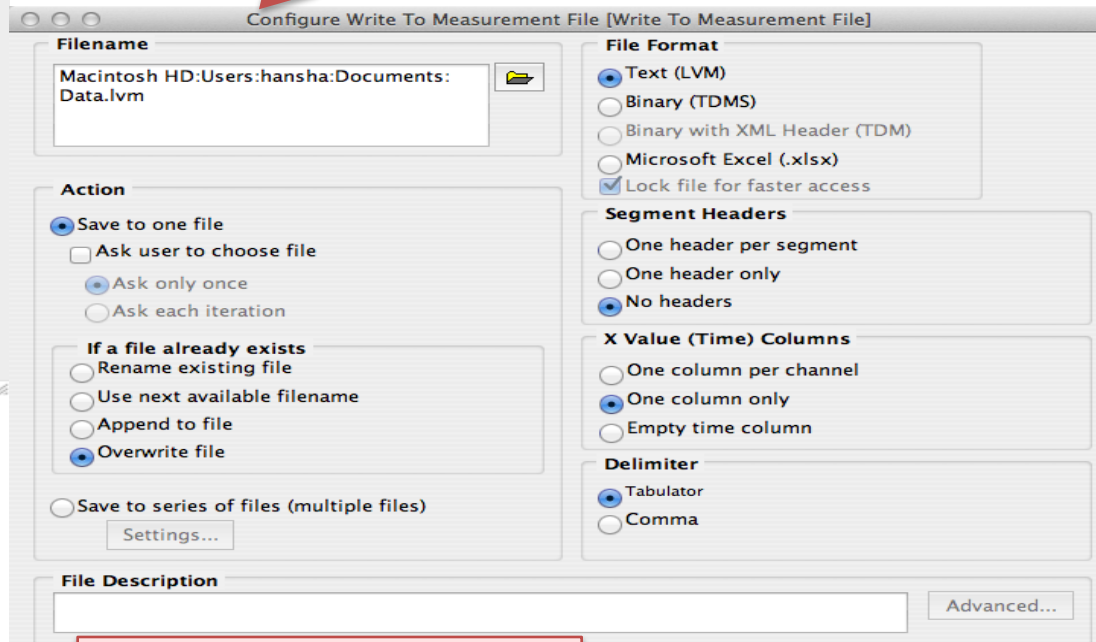 Configure Write To Measurement File [Write To Measurement File]
Filename
Macintosh HD:Users:hansha:Documents:
Data.lvm
Action
Save to one file
Ask user to choose file
Ask only once
Ask each iteration
If a file already exists
Rename existing file
Use next available filename
Append to file
Overwrite file
Save to series of files (multiple files)
Settings...
File Format
Text (LVM)
Binary (TDMS)
Binary with XML Header (TDM)
Microsoft Excel (.xlsx)
Lock file for faster access
Segment Headers
One header per segment
One header only
No headers
X Value (Time) Columns
One column per channel
One column only
Empty time column
Delimiter
Tabulator
Comma
File Description
Advanced...